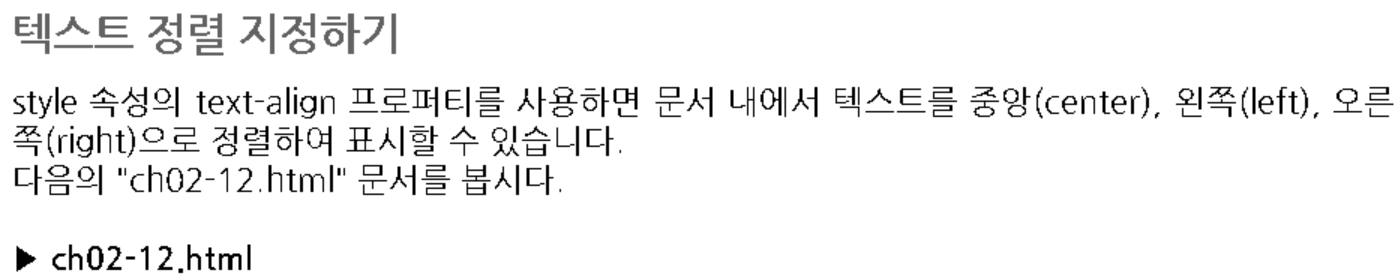 텍스트 정렬 지정하기
style 속성의 text-align 프로퍼티를 사용하면 문서 내에서 텍스트를 중앙(center), 왼쪽(left), 오른
쪽(right)으로 정렬하여 표시할 수 있습니다.
다음의 "ch02-12.html" 문서를 봅시다.
▶ ch02-12.html